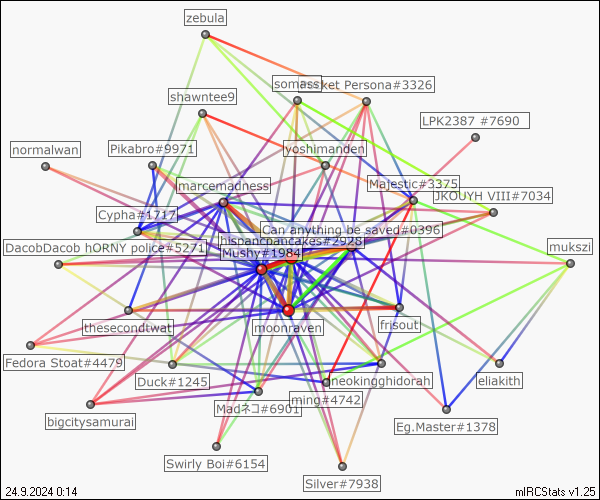 zebula
somass
Pocket Persona#3326
shawntee9
LPK2387 #7690
normalwan
Pikabro#9971
yoshimanden
marcemadness
Majestic#3375
JKOUYH VIII#7034
Cypha#1717
Can anything be saved#0396
DacobDacob hORNY police#5271
hispanicpancakes#2928
mukszi
Mushy#1984
thesecondtwat
moonraven
frisout
Fedora Stoat#4479
Duck#1245
neokingghidorah
eliakith
Madネコ#6901
ming#4742
bigcitysamurai
Eg.Master#1378
Swirly Boi#6154
Silver#7938
24.9.2024 0:14
mIRCStats v1.25